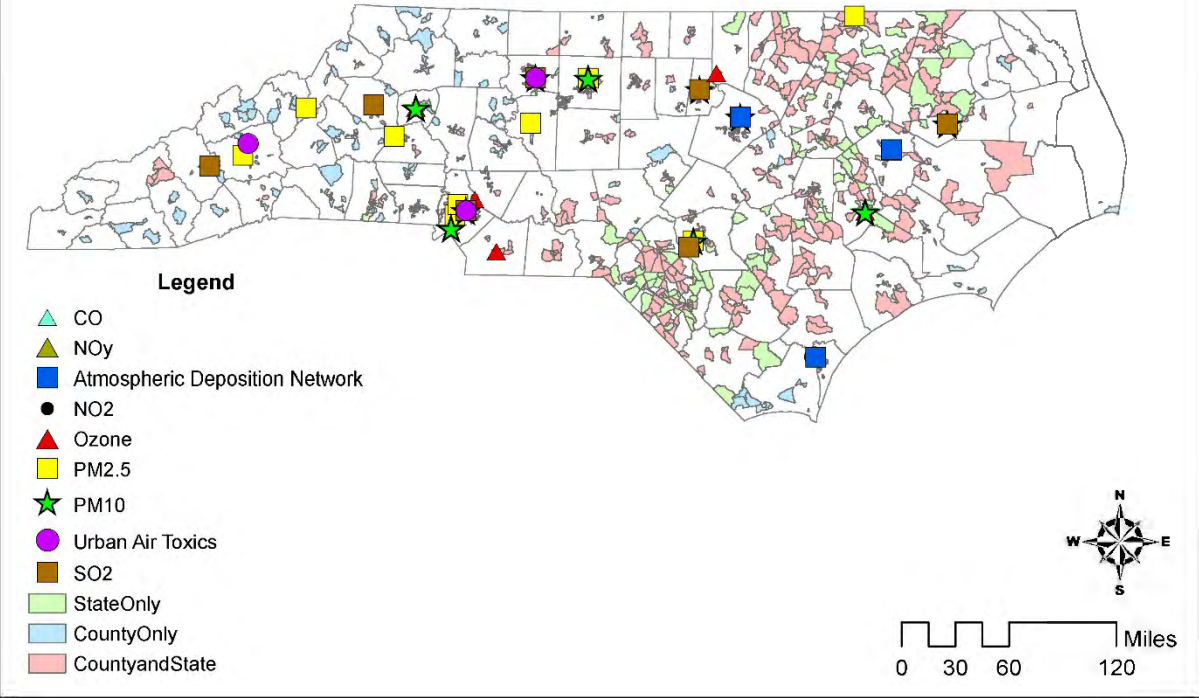 Legend
CO
NOy
Atmospheric Deposition Network
NO2
Ozone
PM2.5
PM10
Urban Air Toxics
SO2
StateOnly
CountyOnly
CountyandState
N
W E
S
Miles
0 30 60 120